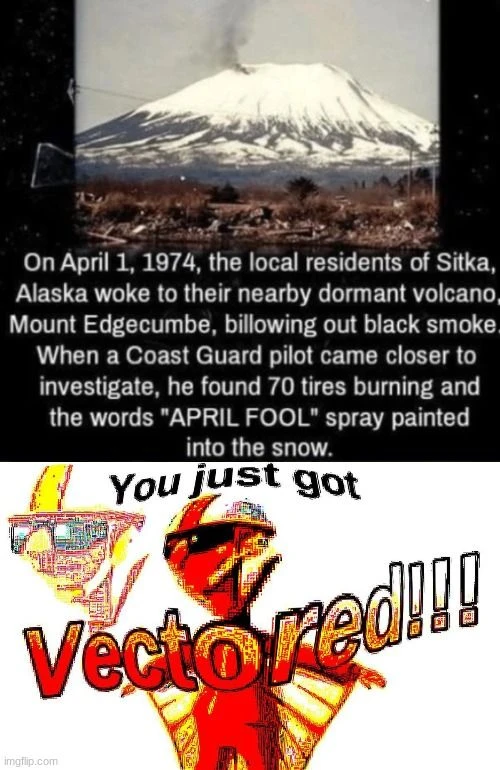 On April 1, 1974, the local residents of Sitka,
Alaska woke to their nearby dormant volcano,
Mount Edgecumbe, billowing out black smoke.
When a Coast Guard pilot came closer to
investigate, he found 70 tires burning and
the words "APRIL FOOL" spray painted
into the snow.
You just got
Vectored!!!
imgflip.com